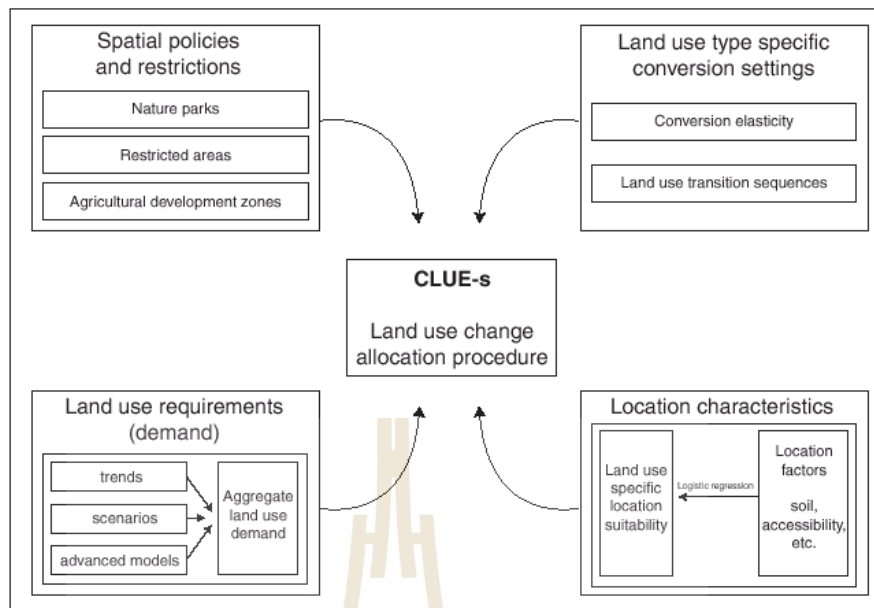 Spatial policies
and restrictions
Nature parks
Restricted areas
Agricultural development zones
Land use type specific
conversion settings
Conversion elasticity
Land use transition sequences
CLUE-s
Land use change
allocation procedure
Land use requirements
(demand)
trends
scenarios
advanced models
Aggregate
land use
demand
Location characteristics
Land use
specific
location
suitability
Logistic regression
Location
factors
soil,
accessibility,
etc.